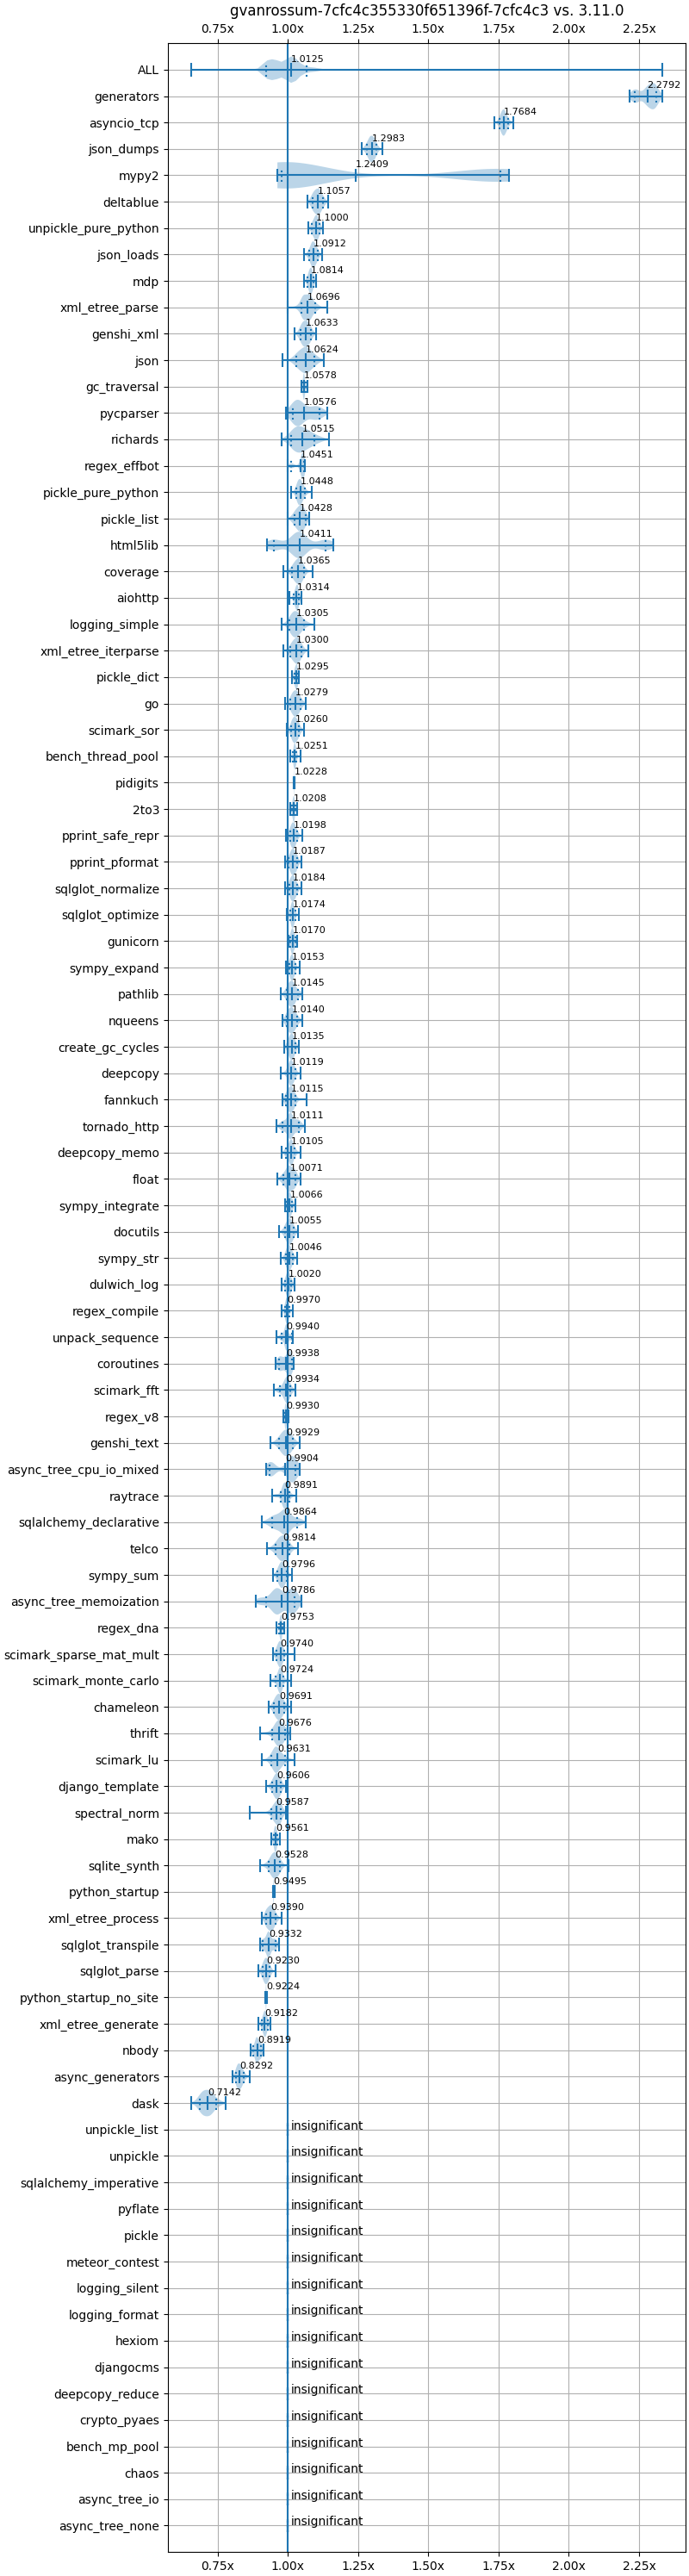 gvanrossum-7cfc4c355330f651396f-7cfc4c3 vs. 3.11.0
0.75x 1.00x 1.25x 1.50x 1.75x 2.00x 2.25x
ALL 1.0125
generators 2.2792
asyncio_tcp 1.7684
json_dumps 1.2983
mypy2 1.2409
deltablue 1.1057
unpickle_pure_python 1.1000
json_loads 1.0912
mdp 1.0814
xml_etree_parse 1.0696
genshi_xml 1.0633
json 1.0624
gc_traversal 1.0578
pycparser 1.0576
richards 1.0515
regex_effbot 1.0451
pickle_pure_python 1.0448
pickle_list 1.0428
html5lib 1.0411
coverage 1.0365
aiohttp 1.0314
logging_simple 1.0305
xml_etree_iterparse 1.0300
pickle_dict 1.0295
go 1.0279
scimark_sor 1.0260
bench_thread_pool 1.0251
pidigits 1.0228
2to3 1.0208
pprint_safe_repr 1.0198
pprint_pformat 1.0187
sqlglot_normalize 1.0184
sqlglot_optimize 1.0174
gunicorn 1.0170
sympy_expand 1.0153
pathlib 1.0145
nqueens 1.0140
create_gc_cycles 1.0135
deepcopy 1.0119
fannkuch 1.0115
tornado_http 1.0111
deepcopy_memo 1.0105
float 1.0071
sympy_integrate 1.0066
docutils 1.0055
sympy_str 1.0046
dulwich_log 1.0020
regex_compile 0.9970
unpack_sequence 0.9940
coroutines 0.9938
scimark_fft 0.9934
regex_v8 0.9930
genshi_text 0.9929
async_tree_cpu_io_mixed 0.9904
raytrace 0.9891
sqlalchemy_declarative 0.9864
telco 0.9814
sympy_sum 0.9796
async_tree_memoization 0.9786
regex_dna 0.9753
scimark_sparse_mat_mult 0.9740
scimark_monte_carlo 0.9724
chameleon 0.9691
thrift 0.9676
scimark_lu 0.9631
django_template 0.9606
spectral_norm 0.9587
mako 0.9561
sqlite_synth 0.9528
python_startup 0.9495
xml_etree_process 0.9390
sqlglot_transpile 0.9332
sqlglot_parse 0.9230
python_startup_no_site 0.9224
xml_etree_generate 0.9182
nbody 0.8919
async_generators 0.8292
dask 0.7142
unpickle_list insignificant
unpickle insignificant
sqlalchemy_imperative insignificant
pyflate insignificant
pickle insignificant
meteor_contest insignificant
logging_silent insignificant
logging_format insignificant
hexiom insignificant
djangocms insignificant
deepcopy_reduce insignificant
crypto_pyaes insignificant
bench_mp_pool insignificant
chaos insignificant
async_tree_io insignificant
async_tree_none insignificant
0.75x 1.00x 1.25x 1.50x 1.75x 2.00x 2.25x